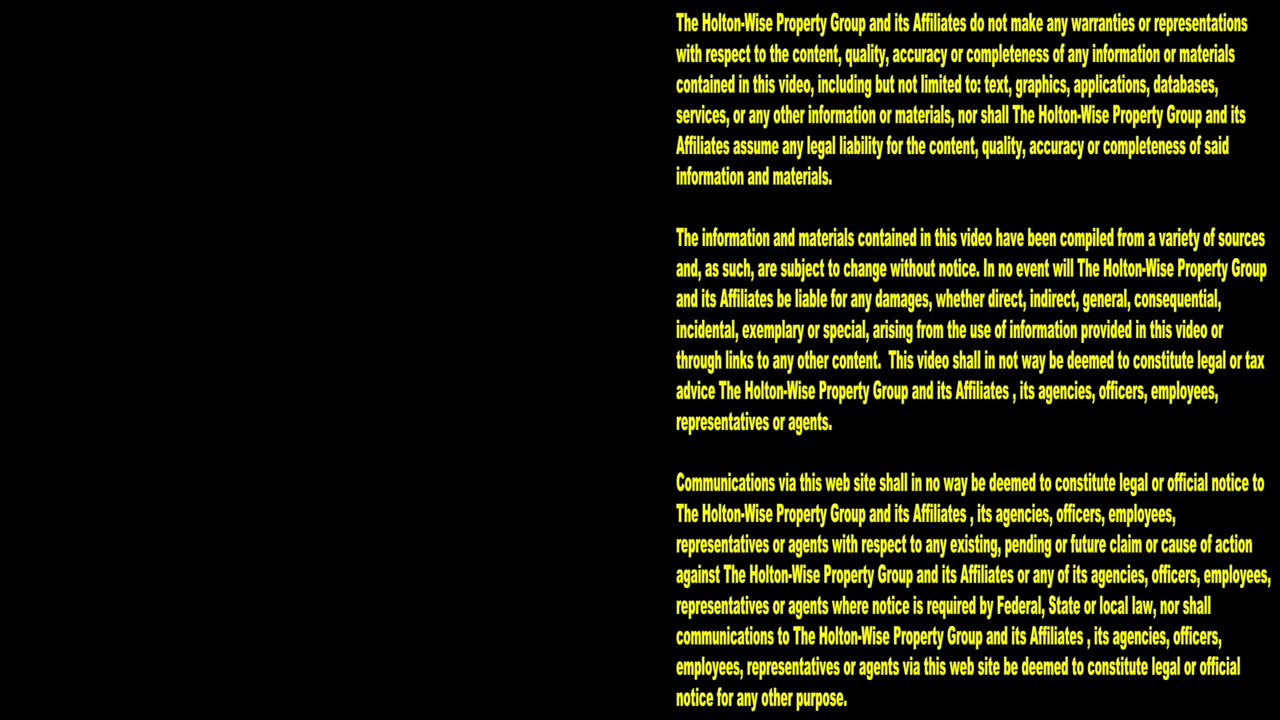 The Holton-Wise Property Group and its Affiliates do not make any warranties or representations
with respect to the content, quality, accuracy or completeness of any information or materials
contained in this video, including but not limited to: text, graphics, applications, databases,
services, or any other information or materials, nor shall The Holton-Wise Property Group and its
Affiliates assume any legal liability for the content, quality, accuracy or completeness of said
information and materials.
The information and materials contained in this video have been compiled from a variety of sources
and, as such, are subject to change without notice. In no event will The Holton-Wise Property Group
and its Affiliates be liable for any damages, whether direct, indirect, general, consequential,
incidental, exemplary or special, arising from the use of information provided in this video or
through links to any other content.  This video shall in not way be deemed to constitute legal or tax
advice The Holton-Wise Property Group and its Affiliates , its agencies, officers, employees,
representatives or agents.
Communications via this web site shall in no way be deemed to constitute legal or official notice to
The Holton-Wise Property Group and its Affiliates , its agencies, officers, employees,
representatives or agents with respect to any existing, pending or future claim or cause of action
against The Holton-Wise Property Group and its Affiliates or any of its agencies, officers, employees,
representatives or agents where notice is required by Federal, State or local law, nor shall
communications to The Holton-Wise Property Group and its Affiliates , its agencies, officers,
employees, representatives or agents via this web site be deemed to constitute legal or official
notice for any other purpose.